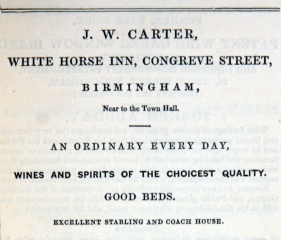 J. W. CARTER,
WHITE HORSE INN, CONGREVE STREET,
BIRMINGHAM,
Near to the Town Hall.
AN ORDINARY EVERY DAY,
WINES AND SPIRITS OF THE CHOICEST QUALITY.
GOOD BEDS.
EXCELLENT STABLING AND COACH HOUSE.